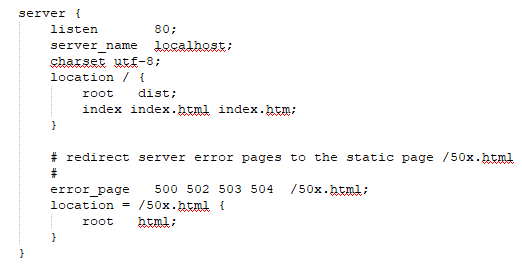 server {
    listen       80;
    server_name  localhost;
    charset utf-8;
    location / {
        root   dist;
        index index.html index.htm;
    }

    # redirect server error pages to the static page /50x.html
    #
    error_page   500 502 503 504  /50x.html;
    location = /50x.html {
        root   html;
    }
}